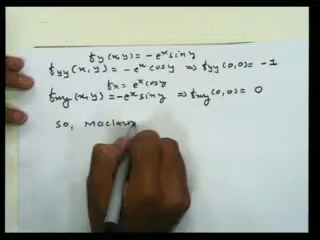 fy(x,y) = -e^x sin y
fyy(x,y) = -e^x cos y ⇒ fyy(0,0) = -1
fx = e^x cos y
fxy(x,y) = -e^x sin y ⇒ fxy(0,0) = 0
So, Maclaur